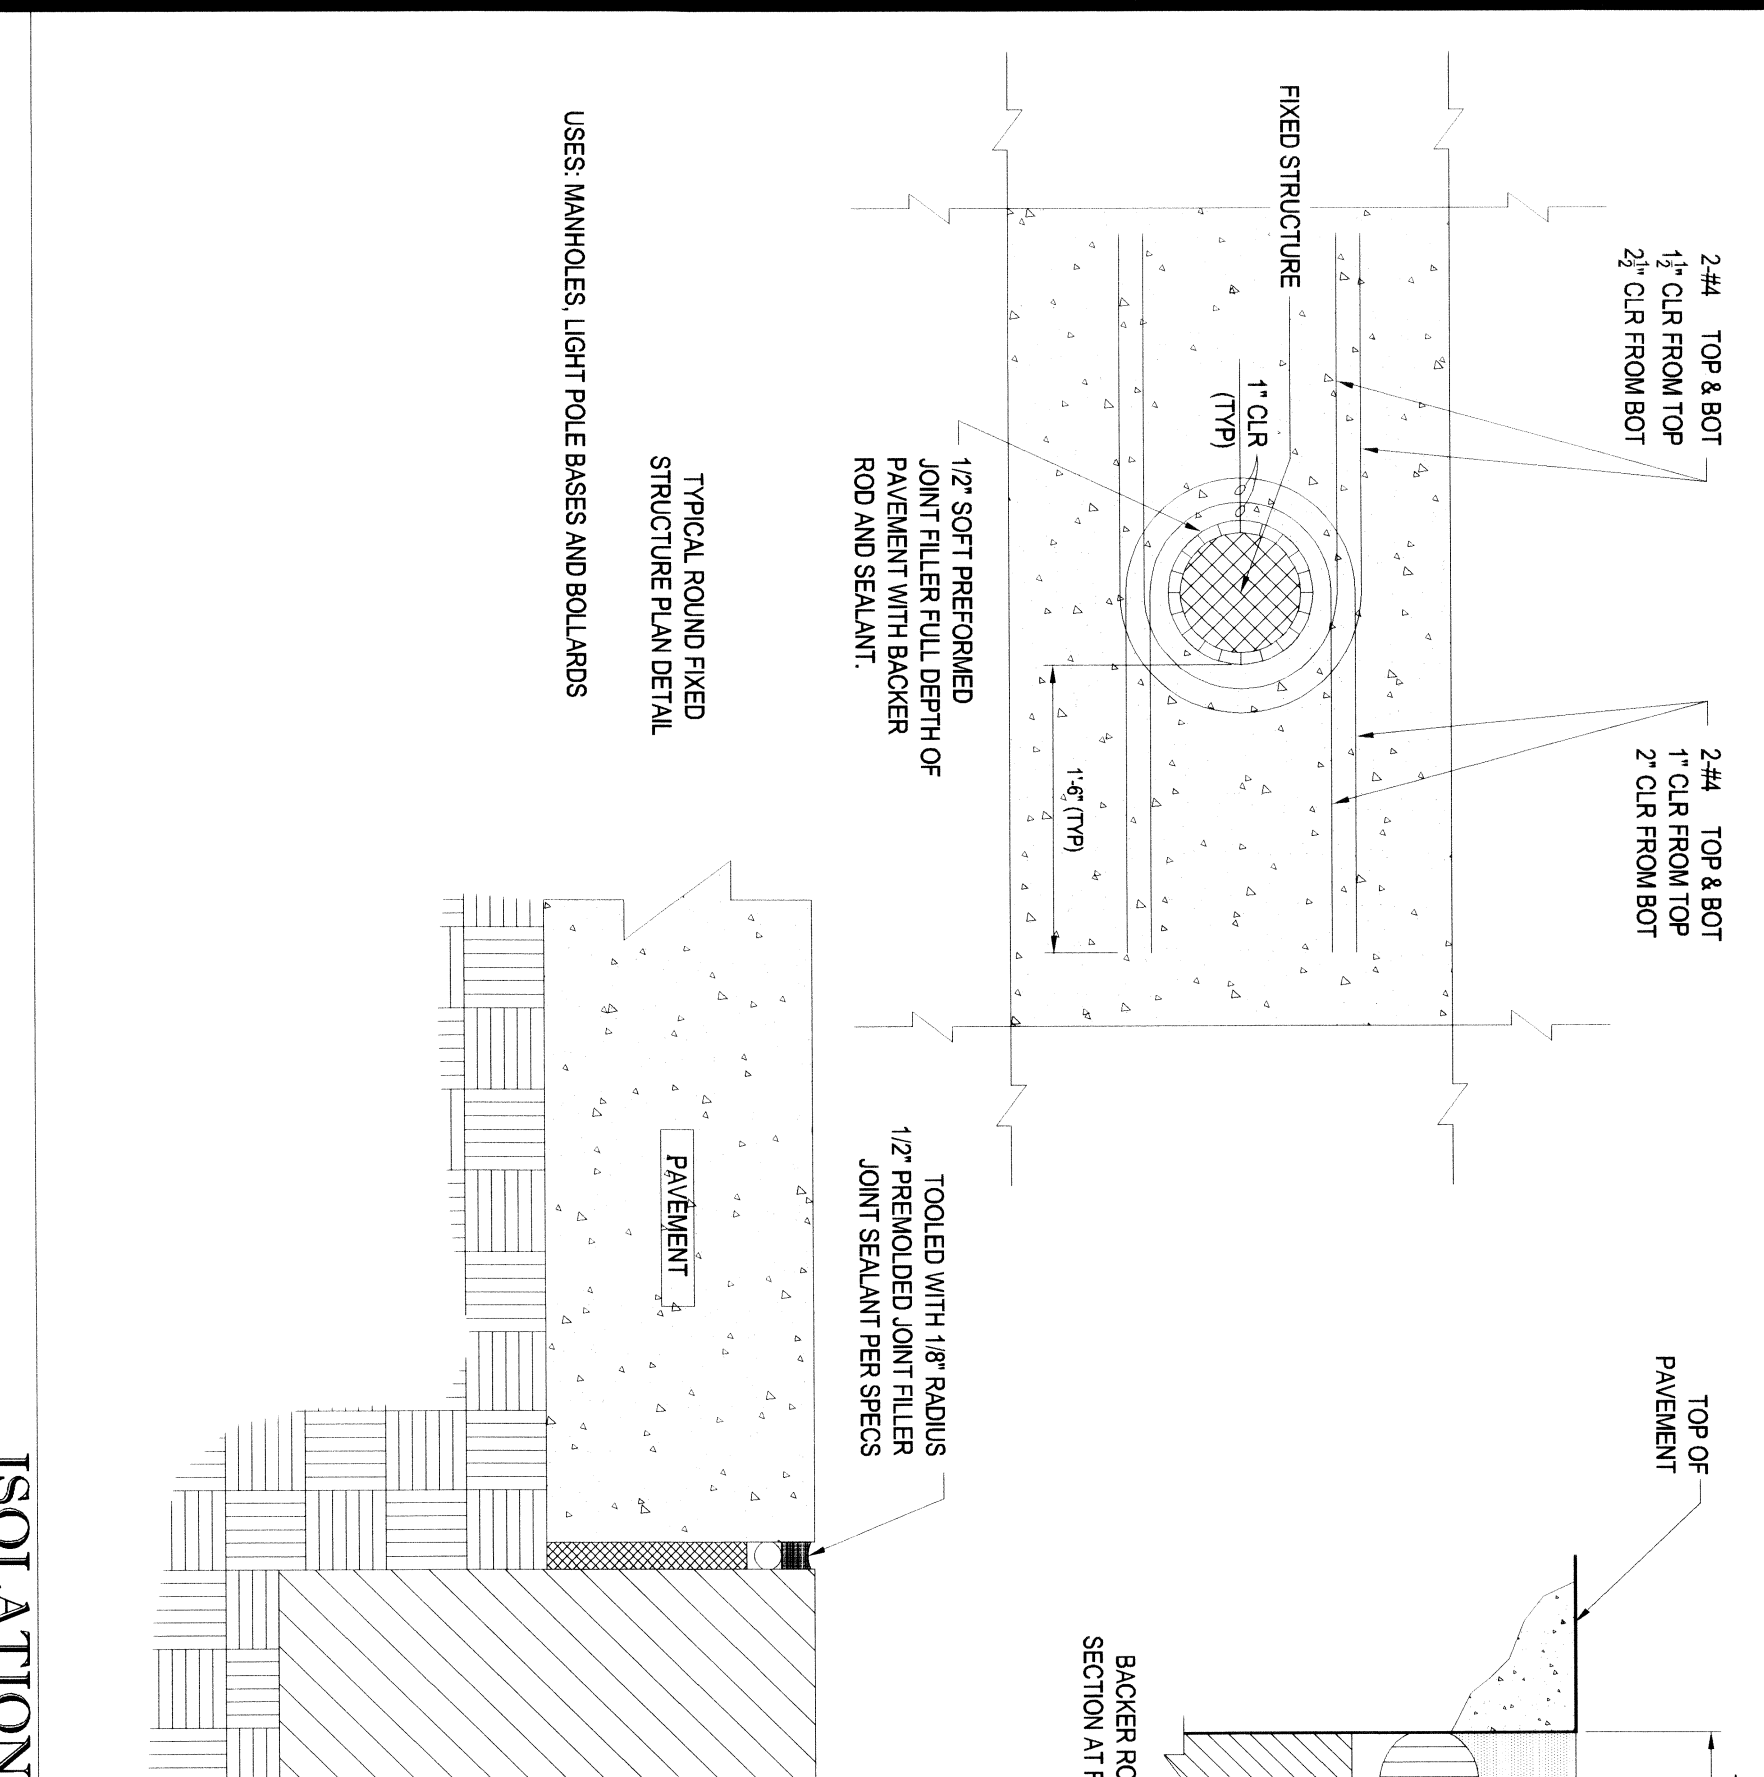 2-#4 TOP & BOT
1½" CLR FROM TOP
2½" CLR FROM BOT
2-#4 TOP & BOT
1" CLR FROM TOP
2" CLR FROM BOT
FIXED STRUCTURE
1" CLR
(TYP)
1'-6" (TYP)
1/2" SOFT PREFORMED
JOINT FILLER FULL DEPTH OF
PAVEMENT WITH BACKER
ROD AND SEALANT.
TYPICAL ROUND FIXED
STRUCTURE PLAN DETAIL
USES: MANHOLES, LIGHT POLE BASES AND BOLLARDS
TOP OF
PAVEMENT
TOOLED WITH 1/8" RADIUS
1/2" PREMOLDED JOINT FILLER
JOINT SEALANT PER SPECS
PAVEMENT
BACKER
SECTION AT
ISOLATION